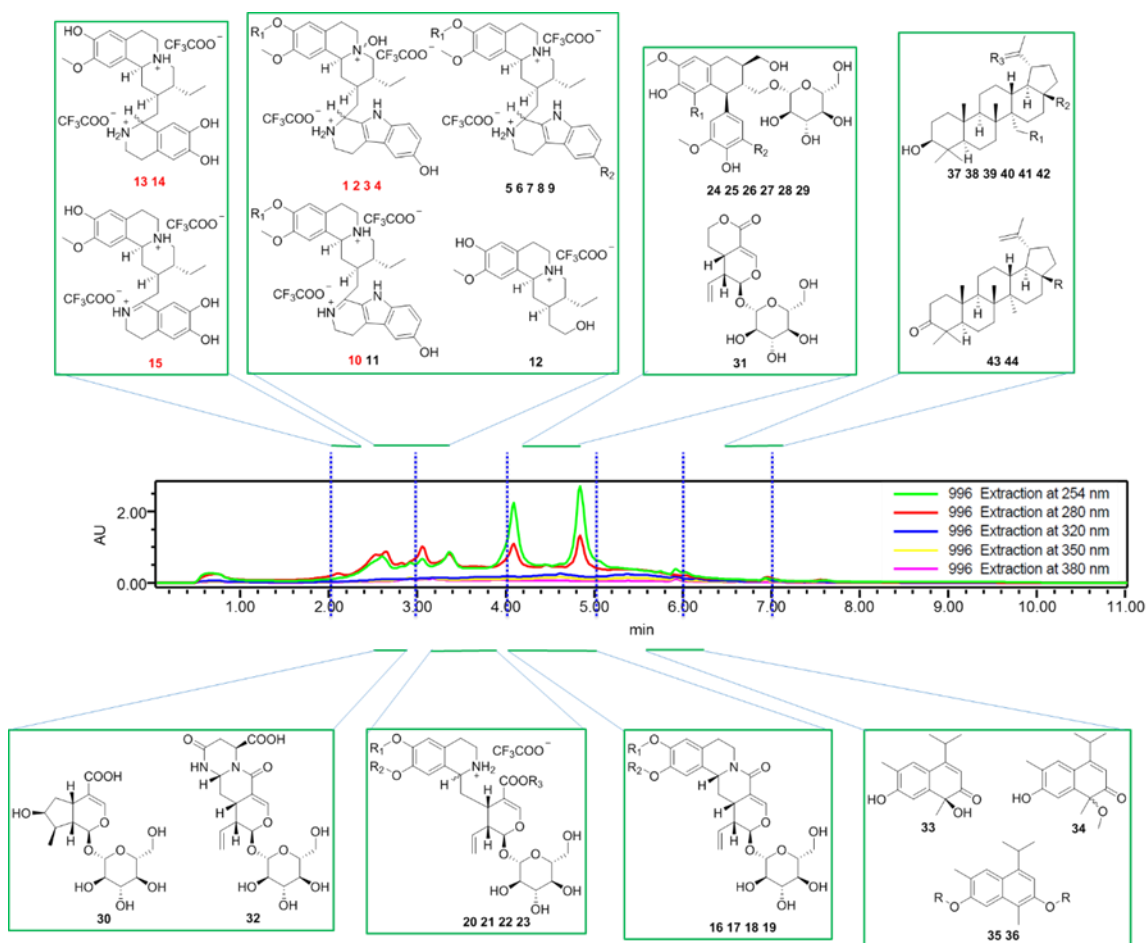 HO
O
H
NH
+
CF3COO−
H
H
CF3COO−
NH2
+
OH
OH
13 14
HO
O
H
NH
+
CF3COO−
H
CF3COO−
NH
+
OH
OH
15
R1
O
O
H
OH
N
+
CF3COO−
H
H
CF3COO−
NH2
+
H
N
OH
1 2 3 4
R1
O
O
H
NH
+
CF3COO−
H
H
CF3COO−
NH2
+
H
N
R2
5 6 7 8 9
R1
O
O
H
NH
+
CF3COO−
H
CF3COO−
NH
+
H
N
OH
10 11
HO
O
H
NH
+
CF3COO−
H
OH
12
O
HO
R1
OH
O
O
HO
O
OH
OH
OH
R2
OH
24 25 26 27 28 29
O
O
H
H
O
O
O
OH
HO
OH
OH
31
R3
H
H
R2
R1
H
HO
H
37 38 39 40 41 42
H
H
R
H
O
H
43 44
AU
2.00
0.00
996 Extraction at 254 nm
996 Extraction at 280 nm
996 Extraction at 320 nm
996 Extraction at 350 nm
996 Extraction at 380 nm
1.00 2.00 3.00 4.00 5.00 6.00 7.00 8.00 9.00 10.00 11.00
min
COOH
H
HO
H
O
O
O
OH
HO
OH
OH
30
O
COOH
HN
N
O
H
H
H
O
O
O
OH
HO
OH
OH
32
R1
O
R2
O
NH2
+
CF3COO−
H
COOR3
H
H
O
O
O
OH
HO
OH
OH
20 21 22 23
R1
O
R2
O
N
O
H
H
H
O
O
O
OH
HO
OH
OH
16 17 18 19
HO
O
OH
33
HO
O
O
34
R
O
O
R
35 36